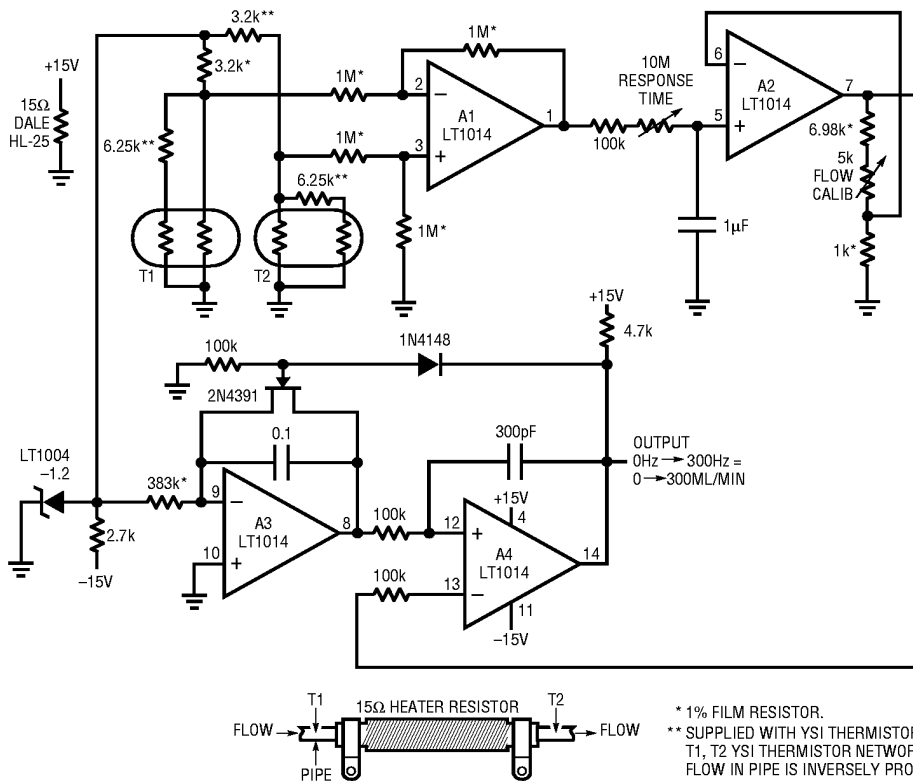 3.2k**
3.2k*
+15V
15Ω
DALE
HL-25
6.25k**
1M*
1M*
2
3
1
A1
LT1014
1M*
6.25k**
1M*
T1
T2
100k
10M
RESPONSE
TIME
1µF
6
5
7
A2
LT1014
6.98k*
5k
FLOW
CALIB
1k*
+15V
4.7k
100k
1N4148
2N4391
0.1
300pF
OUTPUT
0Hz → 300Hz =
0 → 300ML/MIN
LT1004
–1.2
383k*
2.7k
–15V
9
10
8
A3
LT1014
100k
100k
12
13
14
+15V
4
A4
LT1014
11
–15V
T1
15Ω HEATER RESISTOR
T2
FLOW
FLOW
PIPE
* 1% FILM RESISTOR.
** SUPPLIED WITH YSI THERMISTOR
T1, T2 YSI THERMISTOR NETWOR
FLOW IN PIPE IS INVERSELY PRO